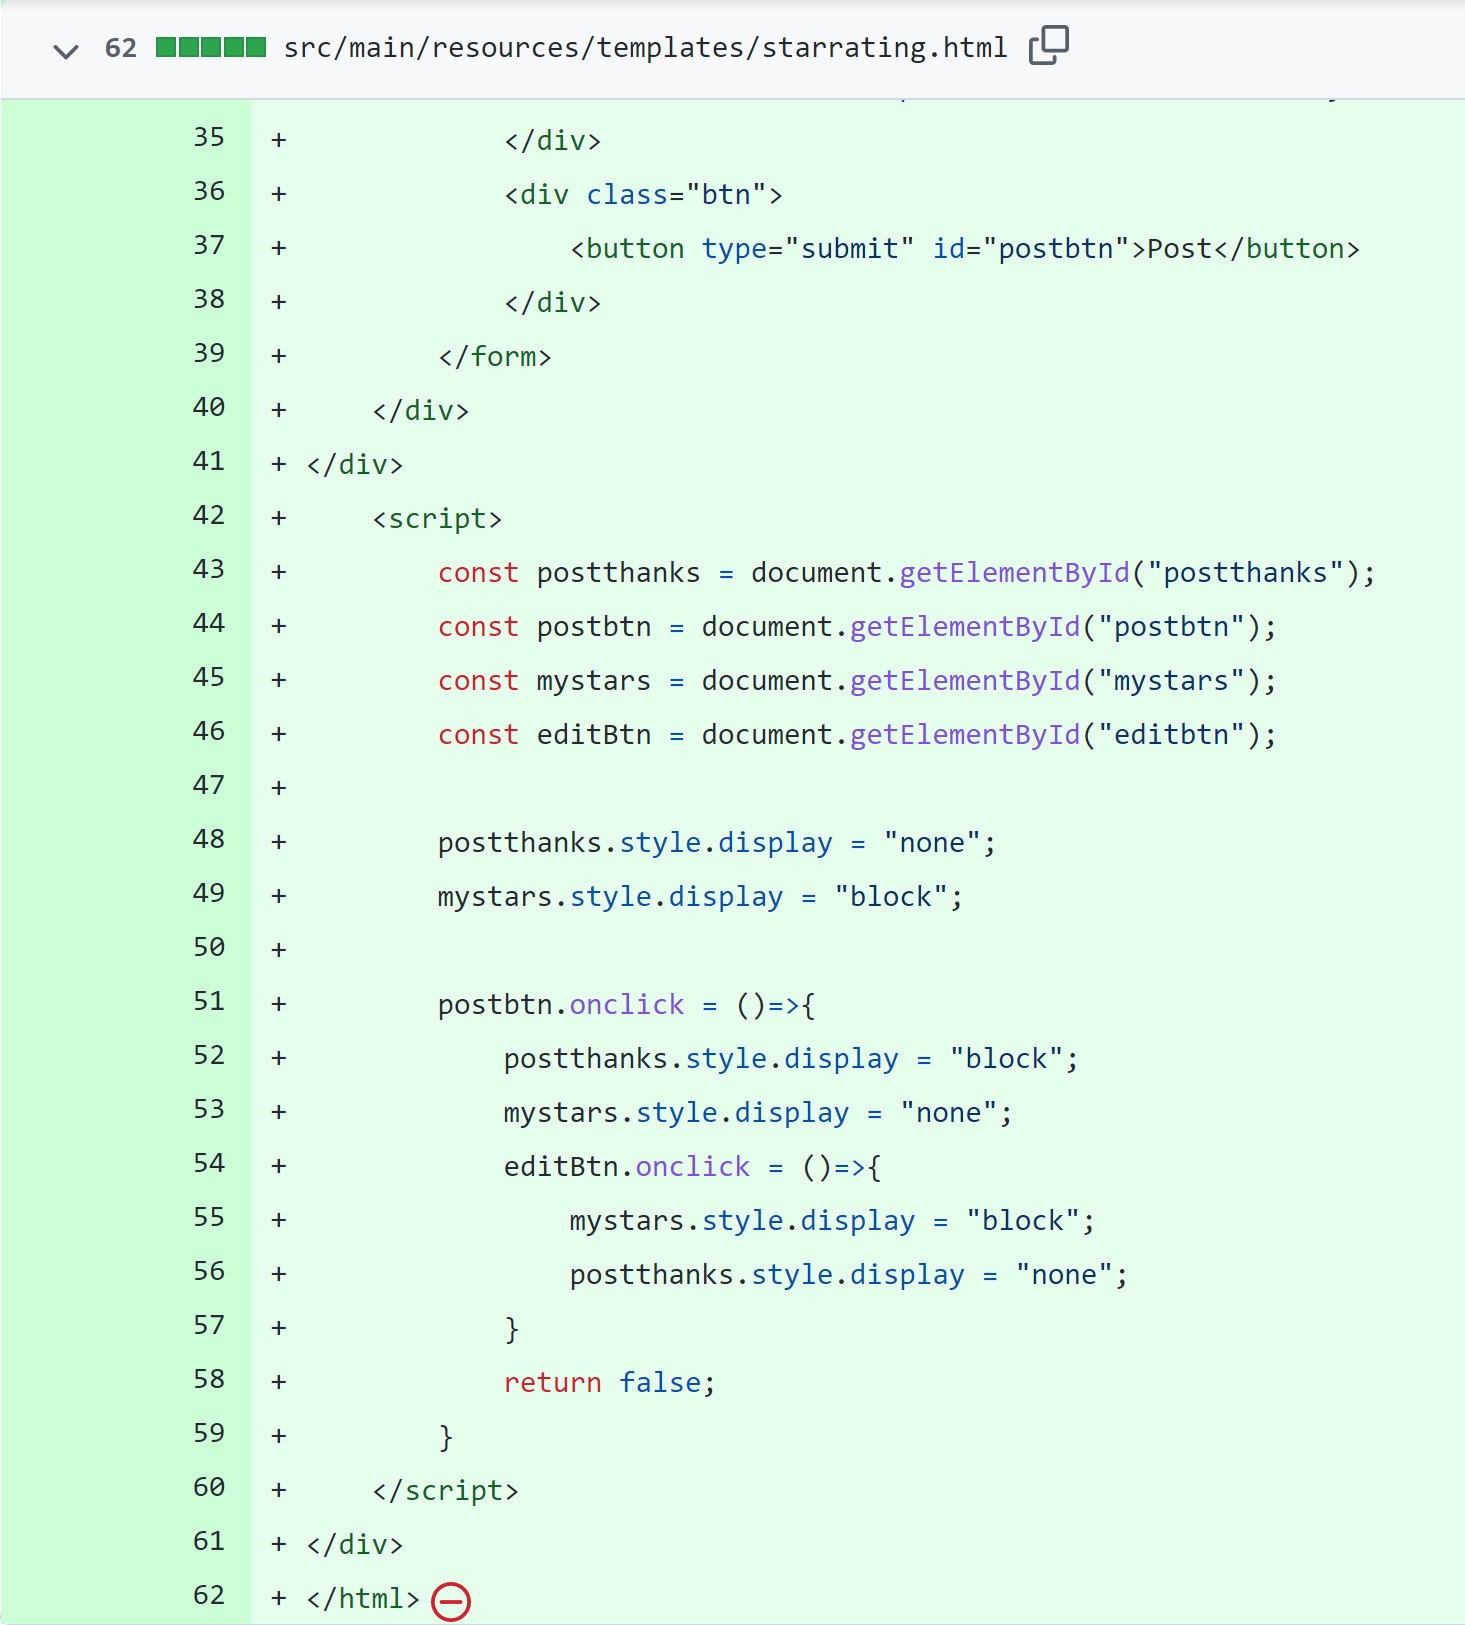 62 src/main/resources/templates/starrating.html
35 + </div>
36 + <div class="btn">
37 + <button type="submit" id="postbtn">Post</button>
38 + </div>
39 + </form>
40 + </div>
41 + </div>
42 + <script>
43 + const postthanks = document.getElementById("postthanks");
44 + const postbtn = document.getElementById("postbtn");
45 + const mystars = document.getElementById("mystars");
46 + const editBtn = document.getElementById("editbtn");
47 +
48 + postthanks.style.display = "none";
49 + mystars.style.display = "block";
50 +
51 + postbtn.onclick = ()=>{
52 + postthanks.style.display = "block";
53 + mystars.style.display = "none";
54 + editBtn.onclick = ()=>{
55 + mystars.style.display = "block";
56 + postthanks.style.display = "none";
57 + }
58 + return false;
59 + }
60 + </script>
61 + </div>
62 + </html>